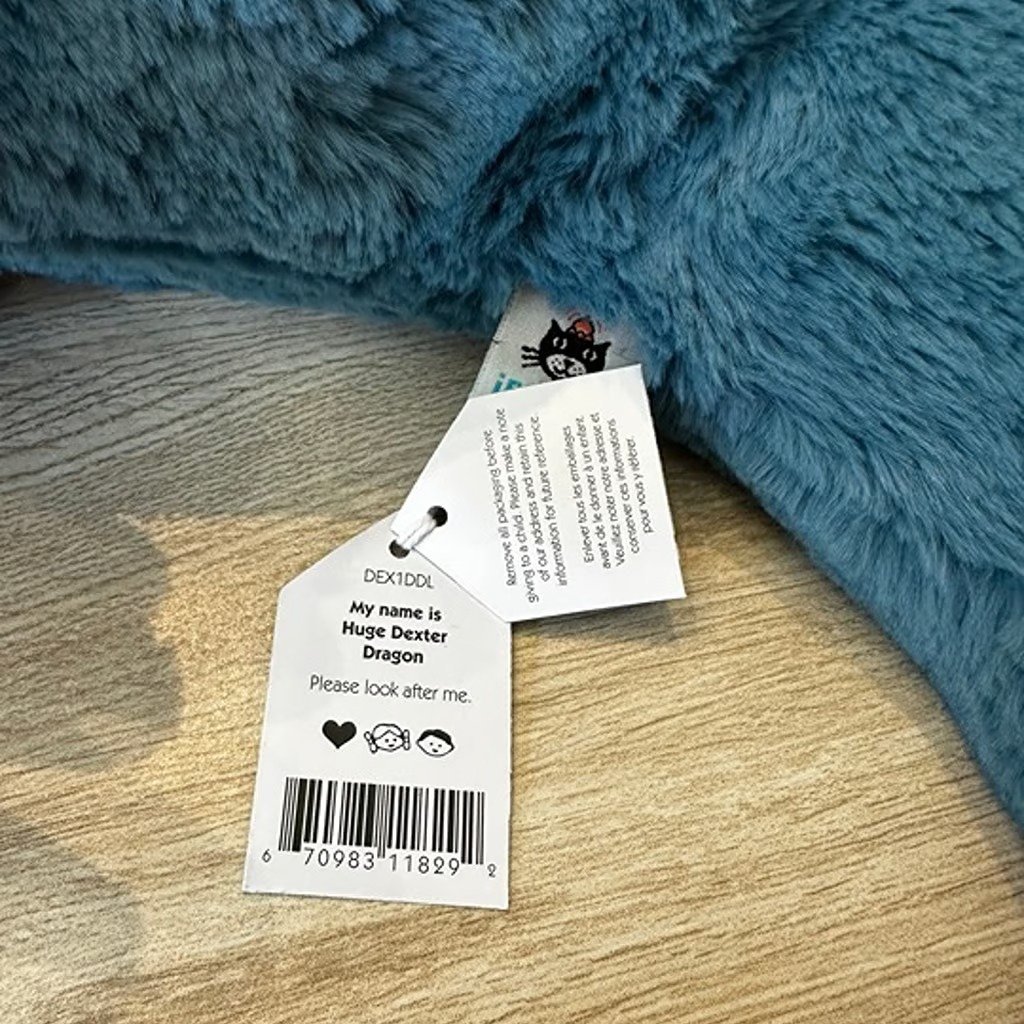 Remove all packaging before
giving to a child. Please make a note
of our address and retain this
information for future reference.
Enlever tous les emballages
avant de le donner à un enfant.
Veuillez noter notre adresse et
conserver ces informations
pour vous y référer.
DEX1DDL
My name is
Huge Dexter
Dragon
Please look after me.
6 70983 11829 2